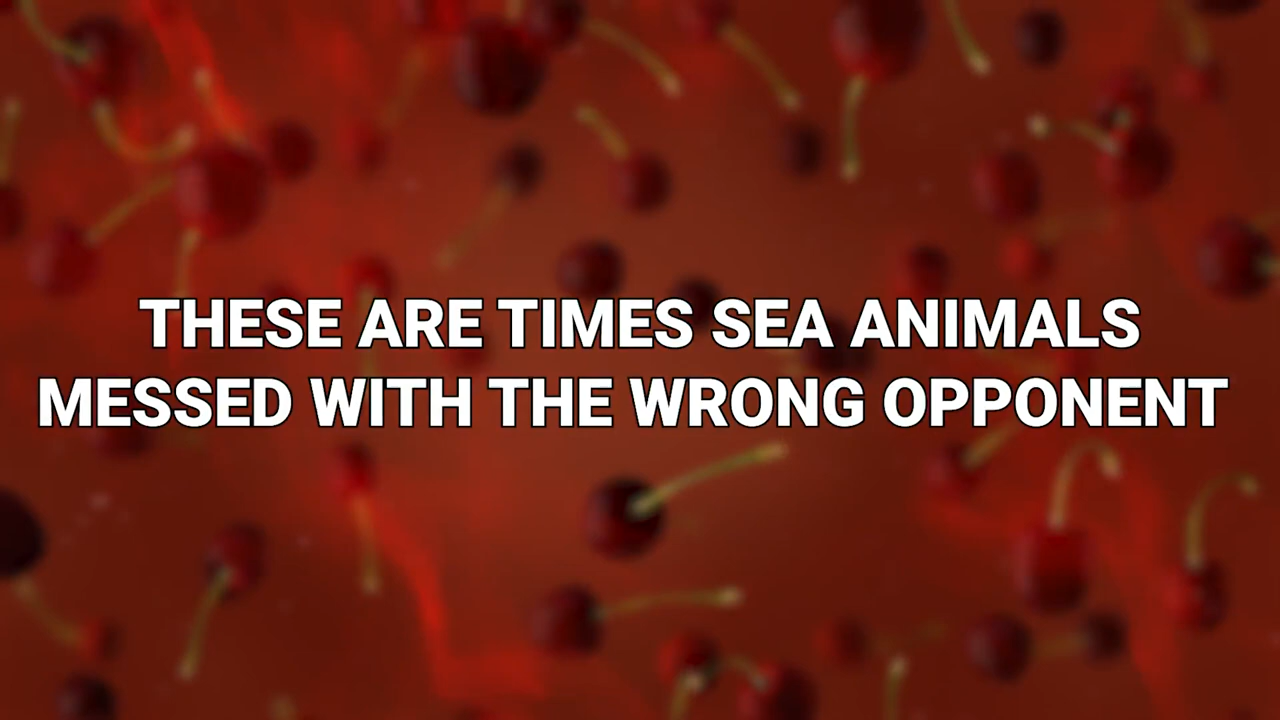 THESE ARE TIMES SEA ANIMALS
MESSED WITH THE WRONG OPPONENT